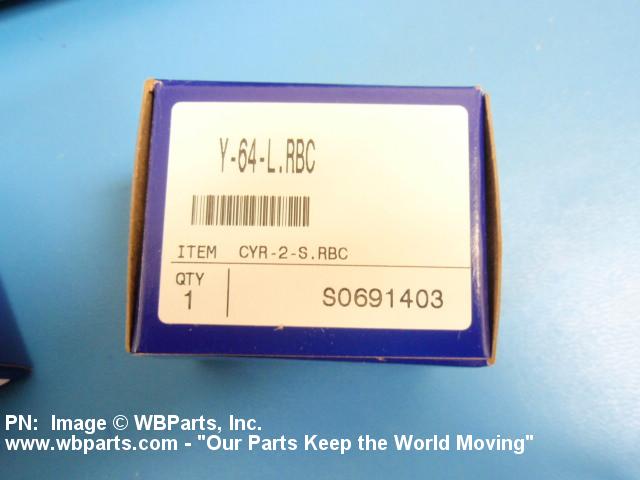 Y-64-L.RBC
ITEM CYR-2-S.RBC
QTY
1 S0691403
PN: Image © WBParts, Inc.
www.wbparts.com - "Our Parts Keep the World Moving"